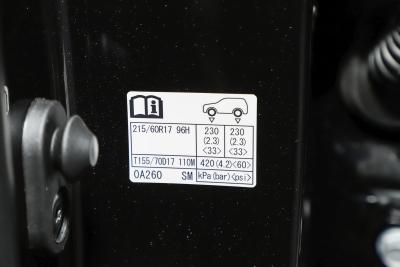 215/60R17 96H 230 230
(2.3) (2.3)
<33> <33>
T155/70D17 110M 420(4.2)<60>
0A260 SM kPa(bar)<psi>